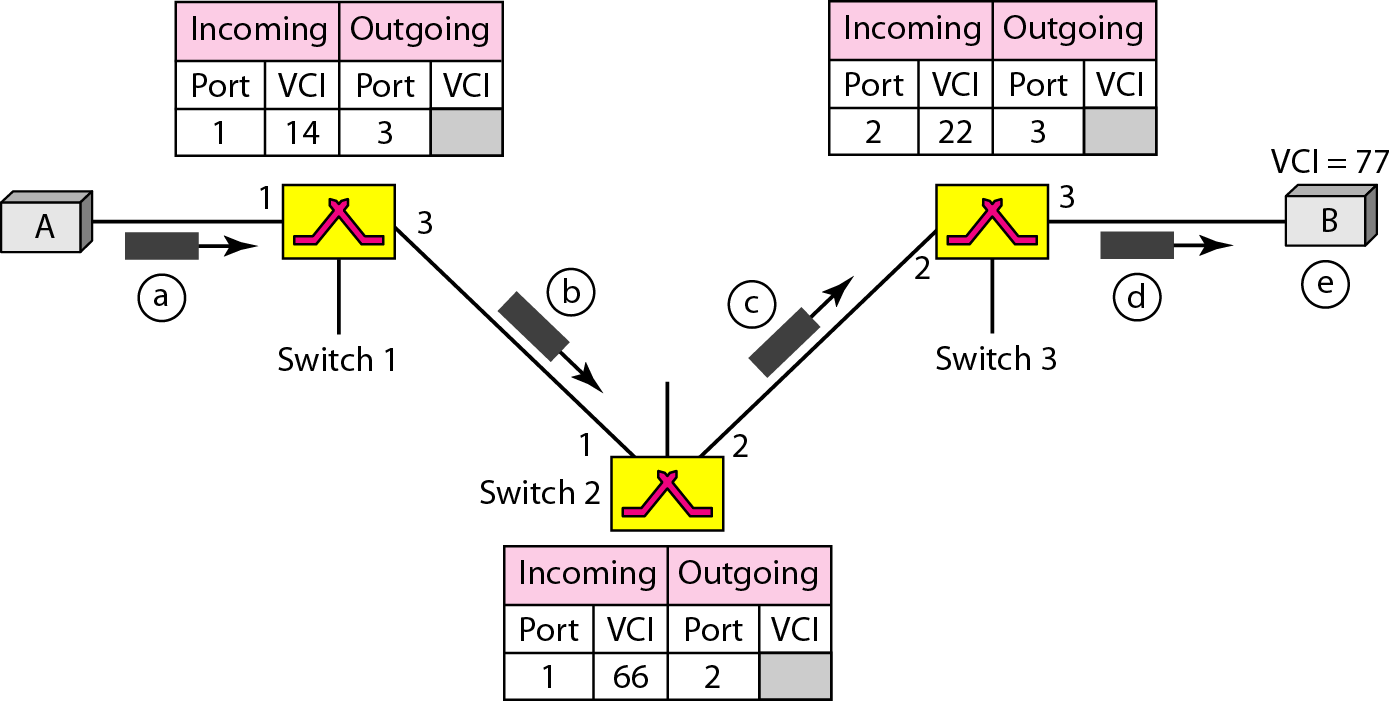 Incoming Outgoing
Port VCI Port VCI
1 14 3
Incoming Outgoing
Port VCI Port VCI
2 22 3
VCI = 77
A
1
3
a
Switch 1
b
c
2
3
Switch 3
d
B
e
1
2
Switch 2
Incoming Outgoing
Port VCI Port VCI
1 66 2